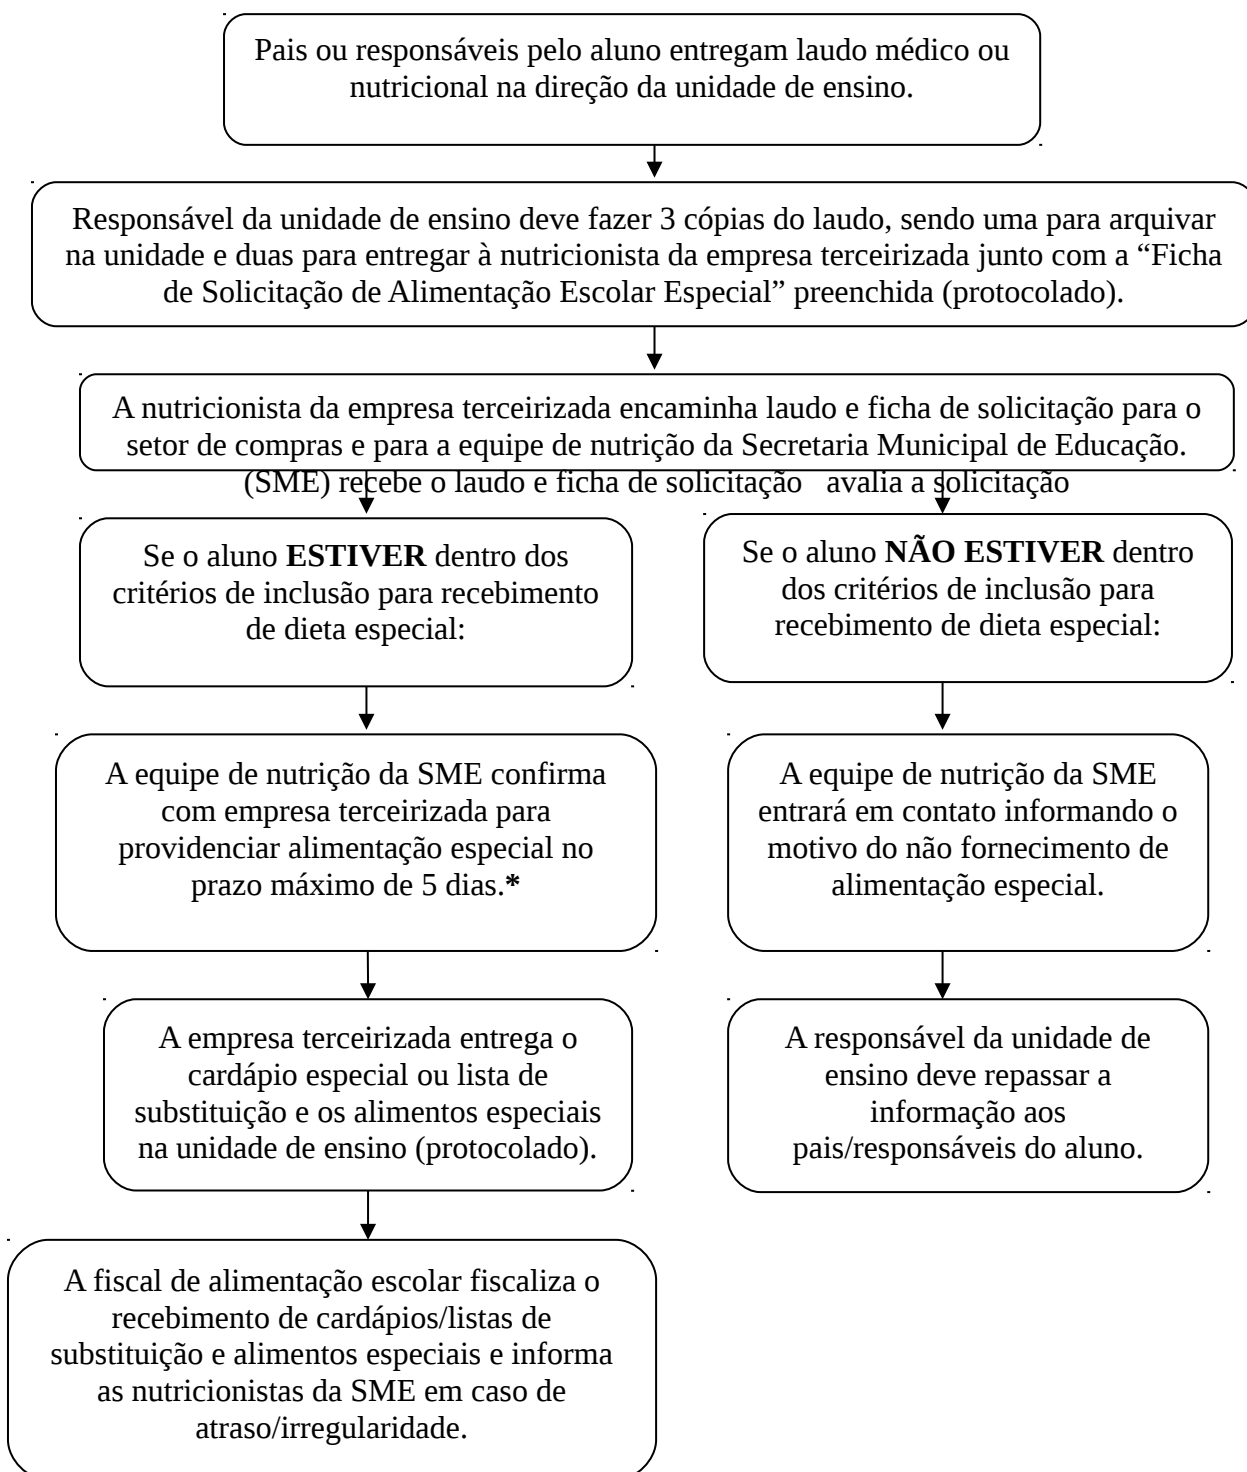 Pais ou responsáveis pelo aluno entregam laudo médico ou
nutricional na direção da unidade de ensino.
Responsável da unidade de ensino deve fazer 3 cópias do laudo, sendo uma para arquivar
na unidade e duas para entregar à nutricionista da empresa terceirizada junto com a “Ficha
de Solicitação de Alimentação Escolar Especial” preenchida (protocolado).
A nutricionista da empresa terceirizada encaminha laudo e ficha de solicitação para o
setor de compras e para a equipe de nutrição da Secretaria Municipal de Educação.
(SME) recebe o laudo e ficha de solicitação avalia a solicitação
Se o aluno ESTIVER dentro dos
critérios de inclusão para recebimento
de dieta especial:
Se o aluno NÃO ESTIVER dentro
dos critérios de inclusão para
recebimento de dieta especial:
A equipe de nutrição da SME confirma
com empresa terceirizada para
providenciar alimentação especial no
prazo máximo de 5 dias.*
A equipe de nutrição da SME
entrará em contato informando o
motivo do não fornecimento de
alimentação especial.
A empresa terceirizada entrega o
cardápio especial ou lista de
substituição e os alimentos especiais
na unidade de ensino (protocolado).
A responsável da unidade de
ensino deve repassar a
informação aos
pais/responsáveis do aluno.
A fiscal de alimentação escolar fiscaliza o
recebimento de cardápios/listas de
substituição e alimentos especiais e informa
as nutricionistas da SME em caso de
atraso/irregularidade.